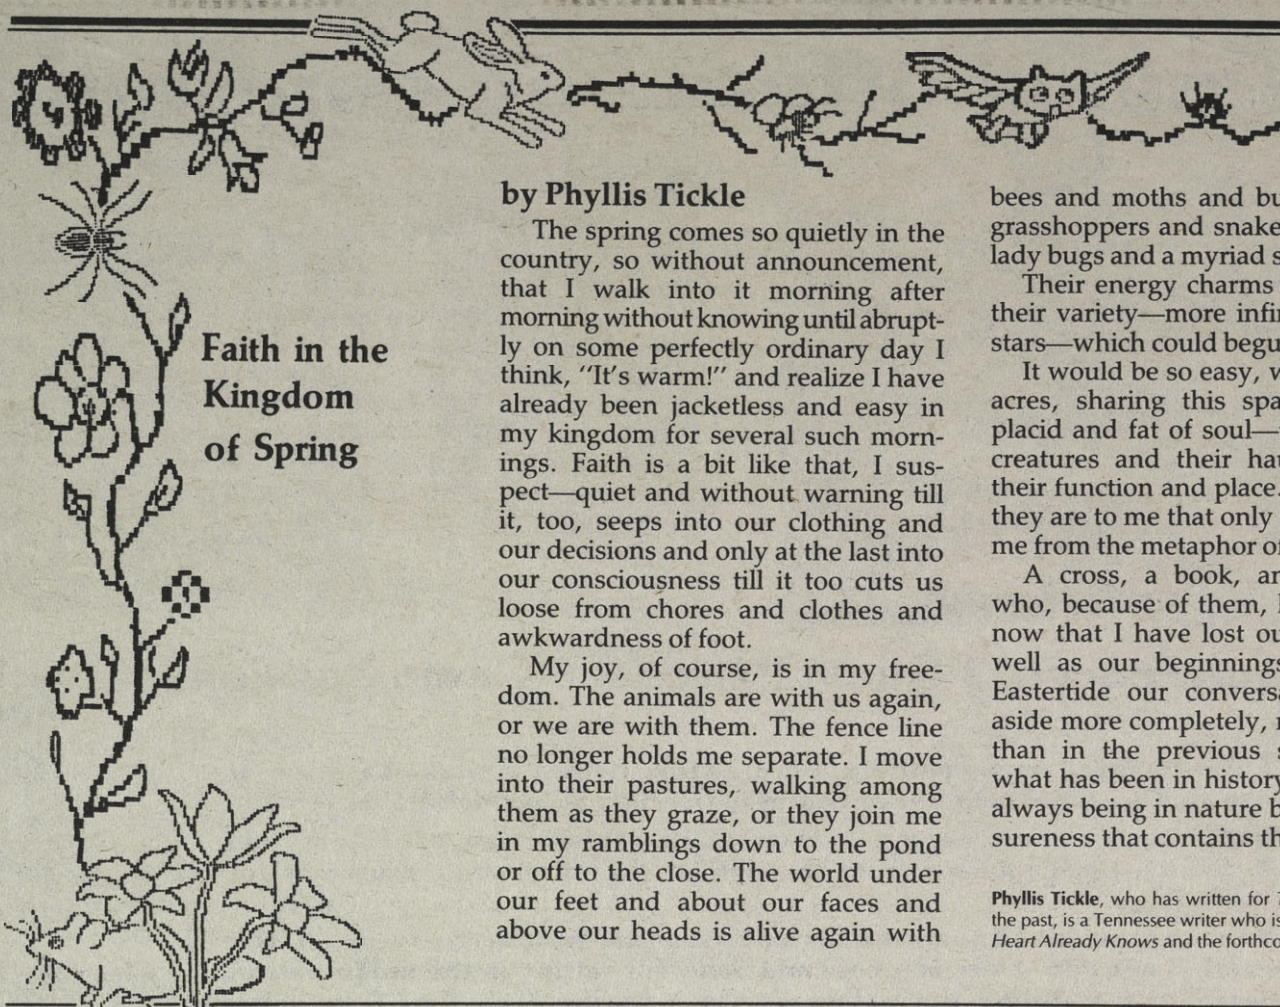 Faith in the
Kingdom
of Spring
by Phyllis Tickle
The spring comes so quietly in the
country, so without announcement,
that I walk into it morning after
morning without knowing until abrupt-
ly on some perfectly ordinary day I
think, "It's warm!" and realize I have
already been jacketless and easy in
my kingdom for several such morn-
ings. Faith is a bit like that, I sus-
pect—quiet and without warning till
it, too, seeps into our clothing and
our decisions and only at the last into
our consciousness till it too cuts us
loose from chores and clothes and
awkwardness of foot.
My joy, of course, is in my free-
dom. The animals are with us again,
or we are with them. The fence line
no longer holds me separate. I move
into their pastures, walking among
them as they graze, or they join me
in my ramblings down to the pond
or off to the close. The world under
our feet and about our faces and
above our heads is alive again with
bees and moths and
grasshoppers and
lady bugs and a myriad
Their energy charms
their variety—more
stars—which could
It would be so easy,
acres, sharing this
placid and fat of soul—
creatures and their
their function and place.
they are to me that only
me from the metaphor
A cross, a book,
who, because of them,
now that I have lost
well as our beginnings
Eastertide our
aside more completely,
than in the previous
what has been in history
always being in nature
sureness that contains
Phyllis Tickle, who has written for
the past, is a Tennessee writer who is
Heart Already Knows and the